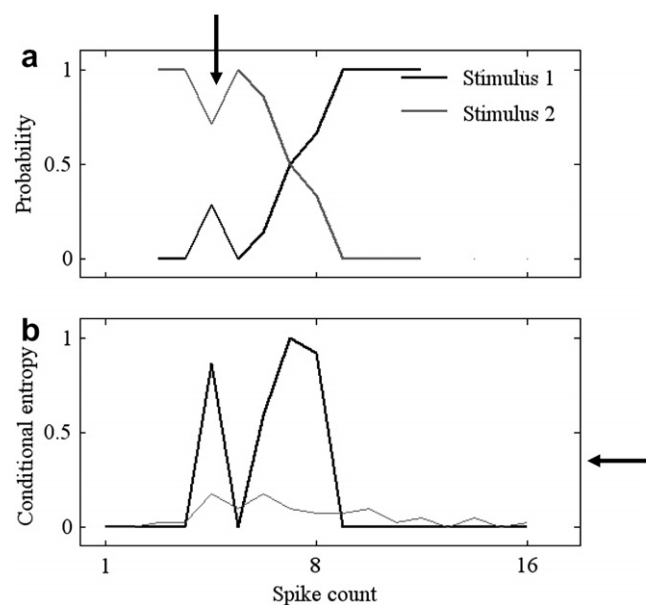 a
1
0.5
0
Probability
Stimulus 1
Stimulus 2
b
1
0.5
0
Conditional entropy
1
8
16
Spike count